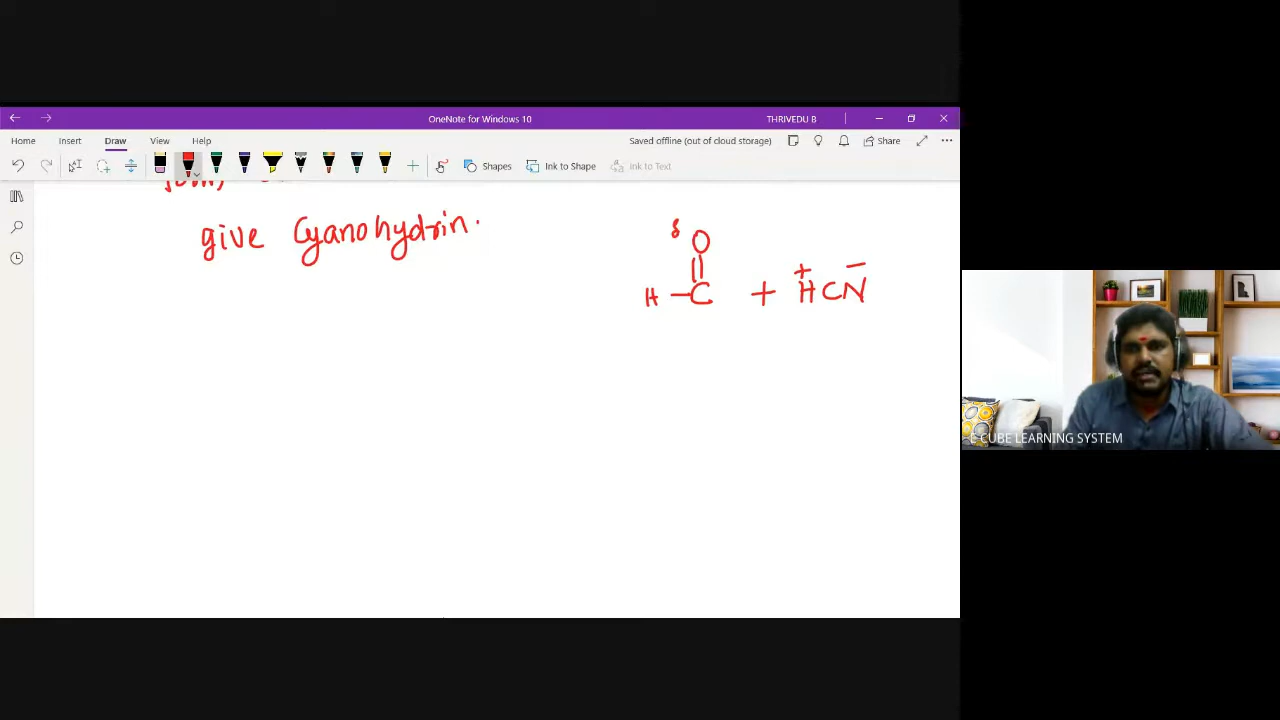 OneNote for Windows 10
THRIVEDU B
Home Insert Draw View Help
Saved offline (out of cloud storage)
Share
Shapes
Ink to Shape
Ink to Text
give Cyanohydrin.
δ
O
||
H – C + H⁺CN⁻
E CUBE LEARNING SYSTEM